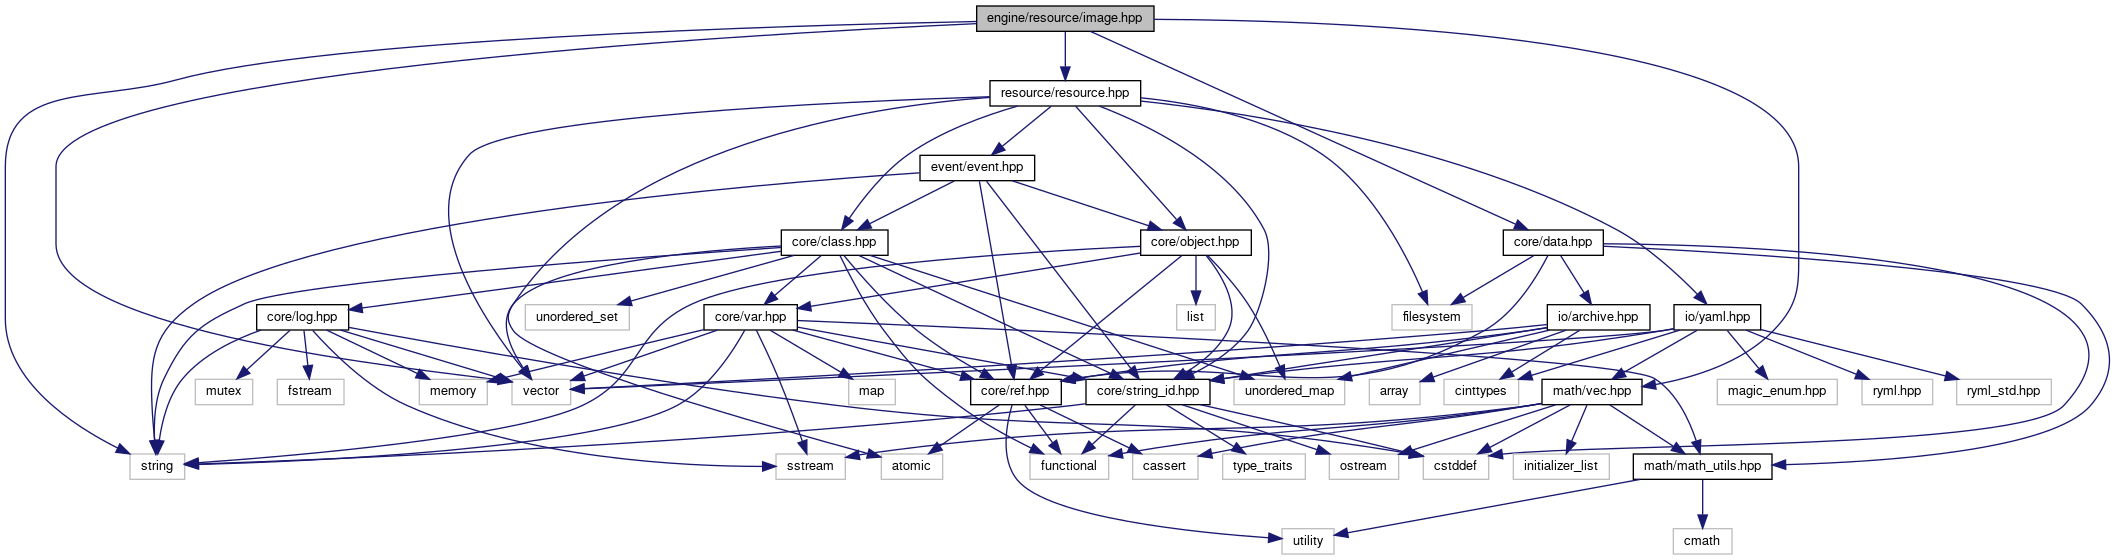 engine/resource/image.hpp
resource/resource.hpp
event/event.hpp
core/class.hpp
core/object.hpp
core/data.hpp
core/log.hpp
unordered_set
core/var.hpp
list
filesystem
io/archive.hpp
io/yaml.hpp
mutex
fstream
memory
vector
map
core/ref.hpp
core/string_id.hpp
unordered_map
array
cinttypes
math/vec.hpp
magic_enum.hpp
ryml.hpp
ryml_std.hpp
string
sstream
atomic
functional
cassert
type_traits
ostream
cstddef
initializer_list
math/math_utils.hpp
utility
cmath